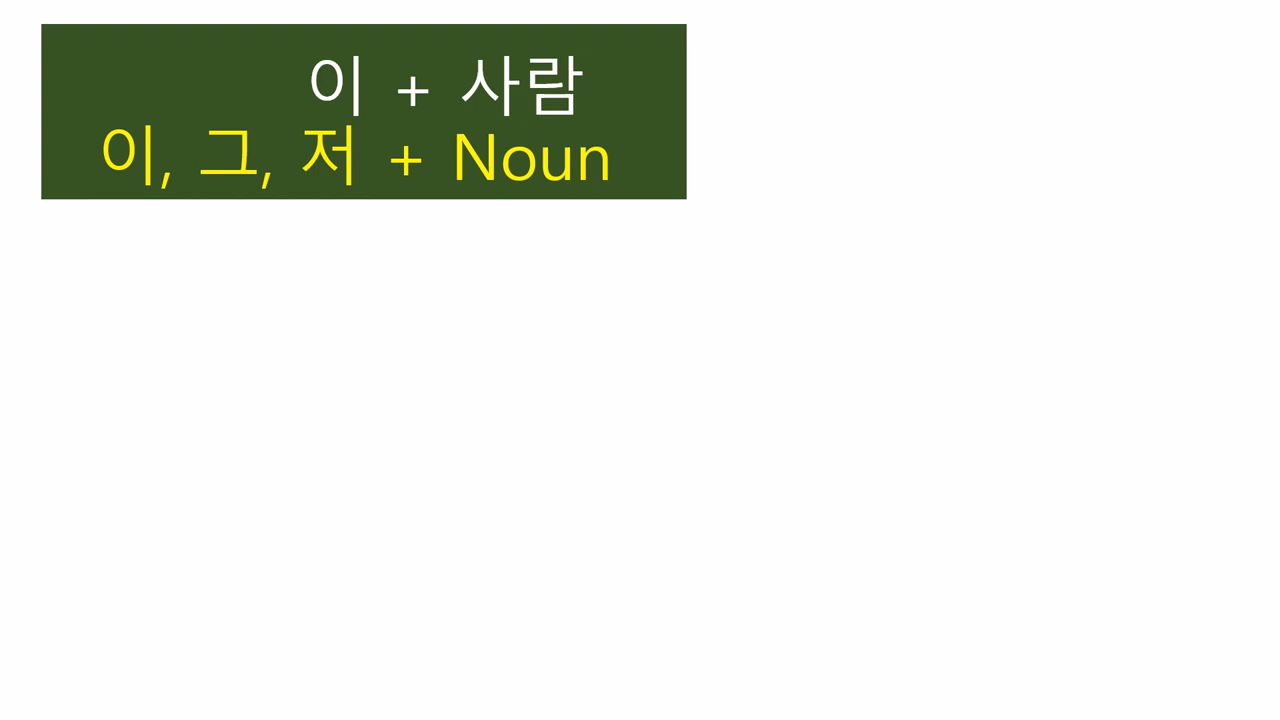 이 + 사람
이, 그, 저 + Noun